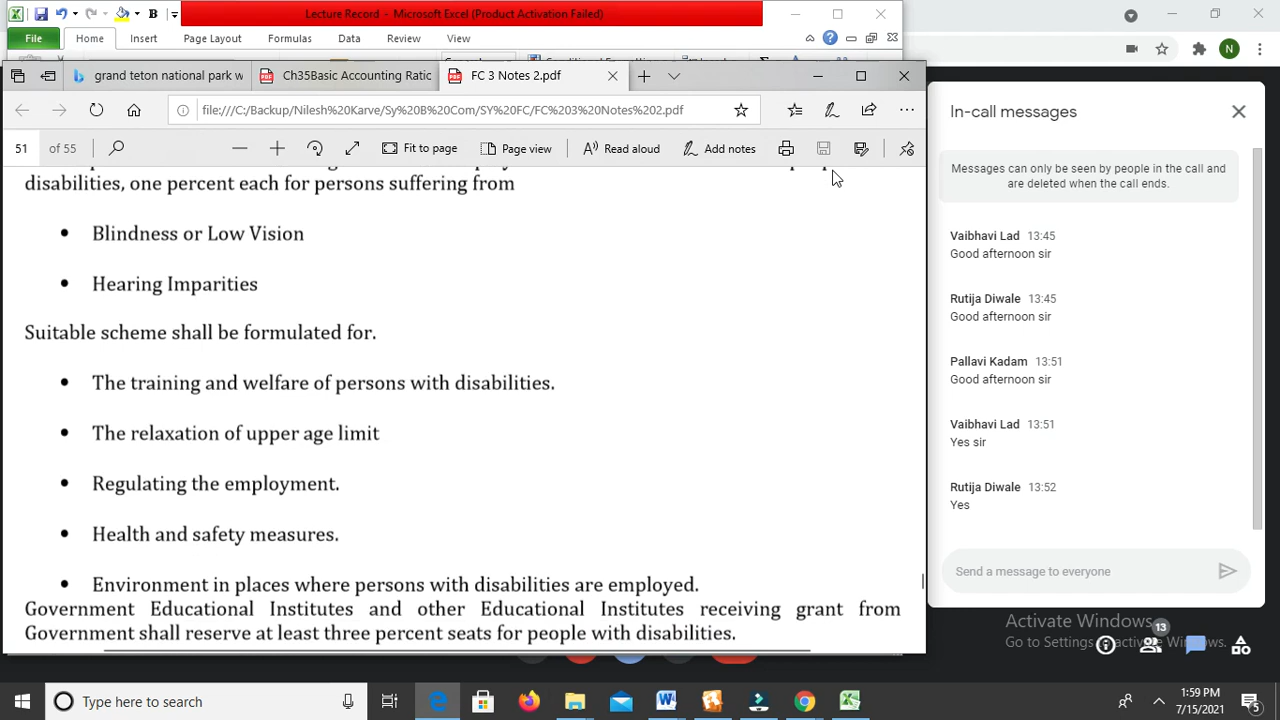 Lecture Record - Microsoft Excel (Product Activation Failed)
File Home Insert Page Layout Formulas Data Review View
grand teton national park w
Ch35Basic Accounting Ratic
FC 3 Notes 2.pdf
file:///C:/Backup/Nilesh%20Karve/Sy%20B%20Com/SY%20FC/FC%203%20Notes%202.pdf
51 of 55 Fit to page Page view Read aloud Add notes
disabilities, one percent each for persons suffering from
• Blindness or Low Vision
• Hearing Imparities
Suitable scheme shall be formulated for.
• The training and welfare of persons with disabilities.
• The relaxation of upper age limit
• Regulating the employment.
• Health and safety measures.
• Environment in places where persons with disabilities are employed.
Government Educational Institutes and other Educational Institutes receiving grant from
Government shall reserve at least three percent seats for people with disabilities.
N
In-call messages
Messages can only be seen by people in the call and
are deleted when the call ends.
Vaibhavi Lad 13:45
Good afternoon sir
Rutija Diwale 13:45
Good afternoon sir
Pallavi Kadam 13:51
Good afternoon sir
Vaibhavi Lad 13:51
Yes sir
Rutija Diwale 13:52
Yes
Send a message to everyone
Activate Windows
Go to Settings to activate Windows.
13
Type here to search
1:59 PM
7/15/2021
5